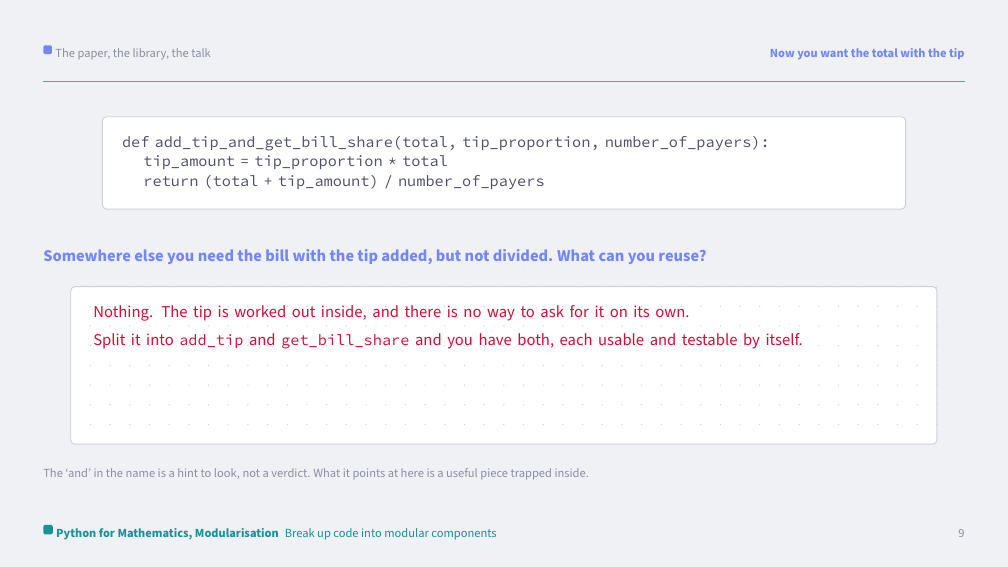 The paper, the library, the talk
Now you want the total with the tip
def add_tip_and_get_bill_share(total, tip_proportion, number_of_payers):
    tip_amount = tip_proportion * total
    return (total + tip_amount) / number_of_payers
Somewhere else you need the bill with the tip added, but not divided. What can you reuse?
Nothing. The tip is worked out inside, and there is no way to ask for it on its own.
Split it into add_tip and get_bill_share and you have both, each usable and testable by itself.
The ‘and’ in the name is a hint to look, not a verdict. What it points at here is a useful piece trapped inside.
Python for Mathematics, Modularisation Break up code into modular components
9